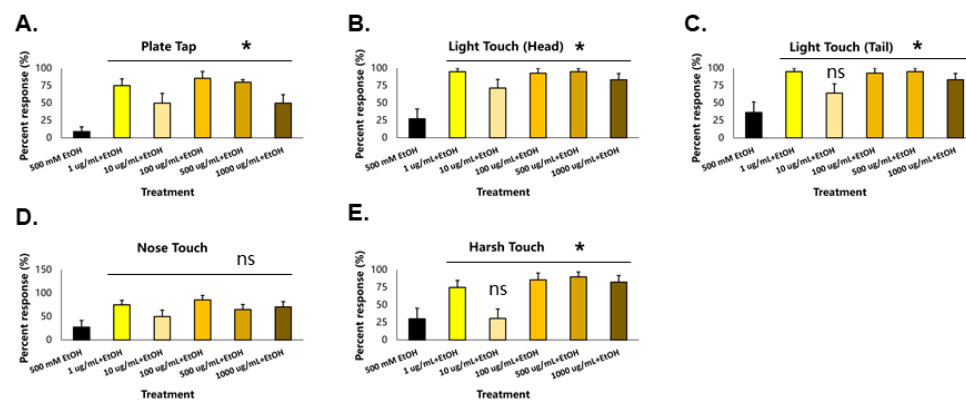 A.
Plate Tap
*
Percent response (%)
100
75
50
25
0
500 mM EtOH
1 ug/mL+EtOH
10 ug/mL+EtOH
100 ug/mL+EtOH
500 ug/mL+EtOH
1000 ug/mL+EtOH
Treatment
B.
Light Touch (Head)
*
Percent response (%)
100
75
50
25
0
500 mM EtOH
1 ug/mL+EtOH
10 ug/mL+EtOH
100 ug/mL+EtOH
500 ug/mL+EtOH
1000 ug/mL+EtOH
Treatment
C.
Light Touch (Tail)
*
ns
Percent response (%)
100
75
50
25
0
500 mM EtOH
1 ug/mL+EtOH
10 ug/mL+EtOH
100 ug/mL+EtOH
500 ug/mL+EtOH
1000 ug/mL+EtOH
Treatment
D.
Nose Touch
ns
Percent response (%)
150
100
50
0
500 mM EtOH
1 ug/mL+EtOH
10 ug/mL+EtOH
100 ug/mL+EtOH
500 ug/mL+EtOH
1000 ug/mL+EtOH
Treatment
E.
Harsh Touch
*
ns
Percent response (%)
100
75
50
25
0
500 mM EtOH
1 ug/mL+EtOH
10 ug/mL+EtOH
100 ug/mL+EtOH
500 ug/mL+EtOH
1000 ug/mL+EtOH
Treatment